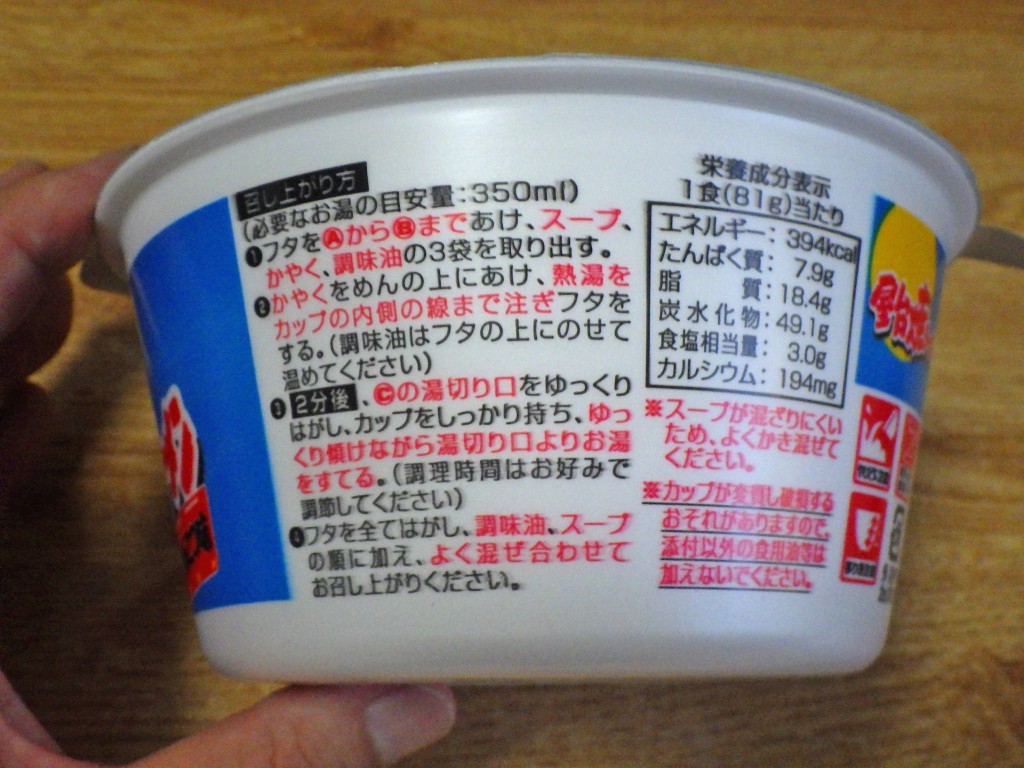 召し上がり方
(必要なお湯の目安量:350ml)
❶フタをⒶからⒷまであけ、スープ、
かやく、調味油の3袋を取り出す。
❷かやくをめんの上にあけ、熱湯を
カップの内側の線まで注ぎフタを
する。(調味油はフタの上にのせて
温めてください)
❸2分後、Ⓒの湯切り口をゆっくり
はがし、カップをしっかり持ち、ゆっ
くり傾けながら湯切り口よりお湯
をすてる。(調理時間はお好みで
調節してください)
❹フタを全てはがし、調味油、スープ
の順に加え、よく混ぜ合わせて
お召し上がりください。
栄養成分表示
1食(81g)当たり
エネルギー: 394kcal
たんぱく質: 7.9g
脂質: 18.4g
炭水化物: 49.1g
食塩相当量: 3.0g
カルシウム: 194mg
※スープが混ざりにくい
ため、よくかき混ぜて
ください。
※カップが変質し破損する
おそれがありますので、
添付以外の食用油等は
加えないでください。
屋台